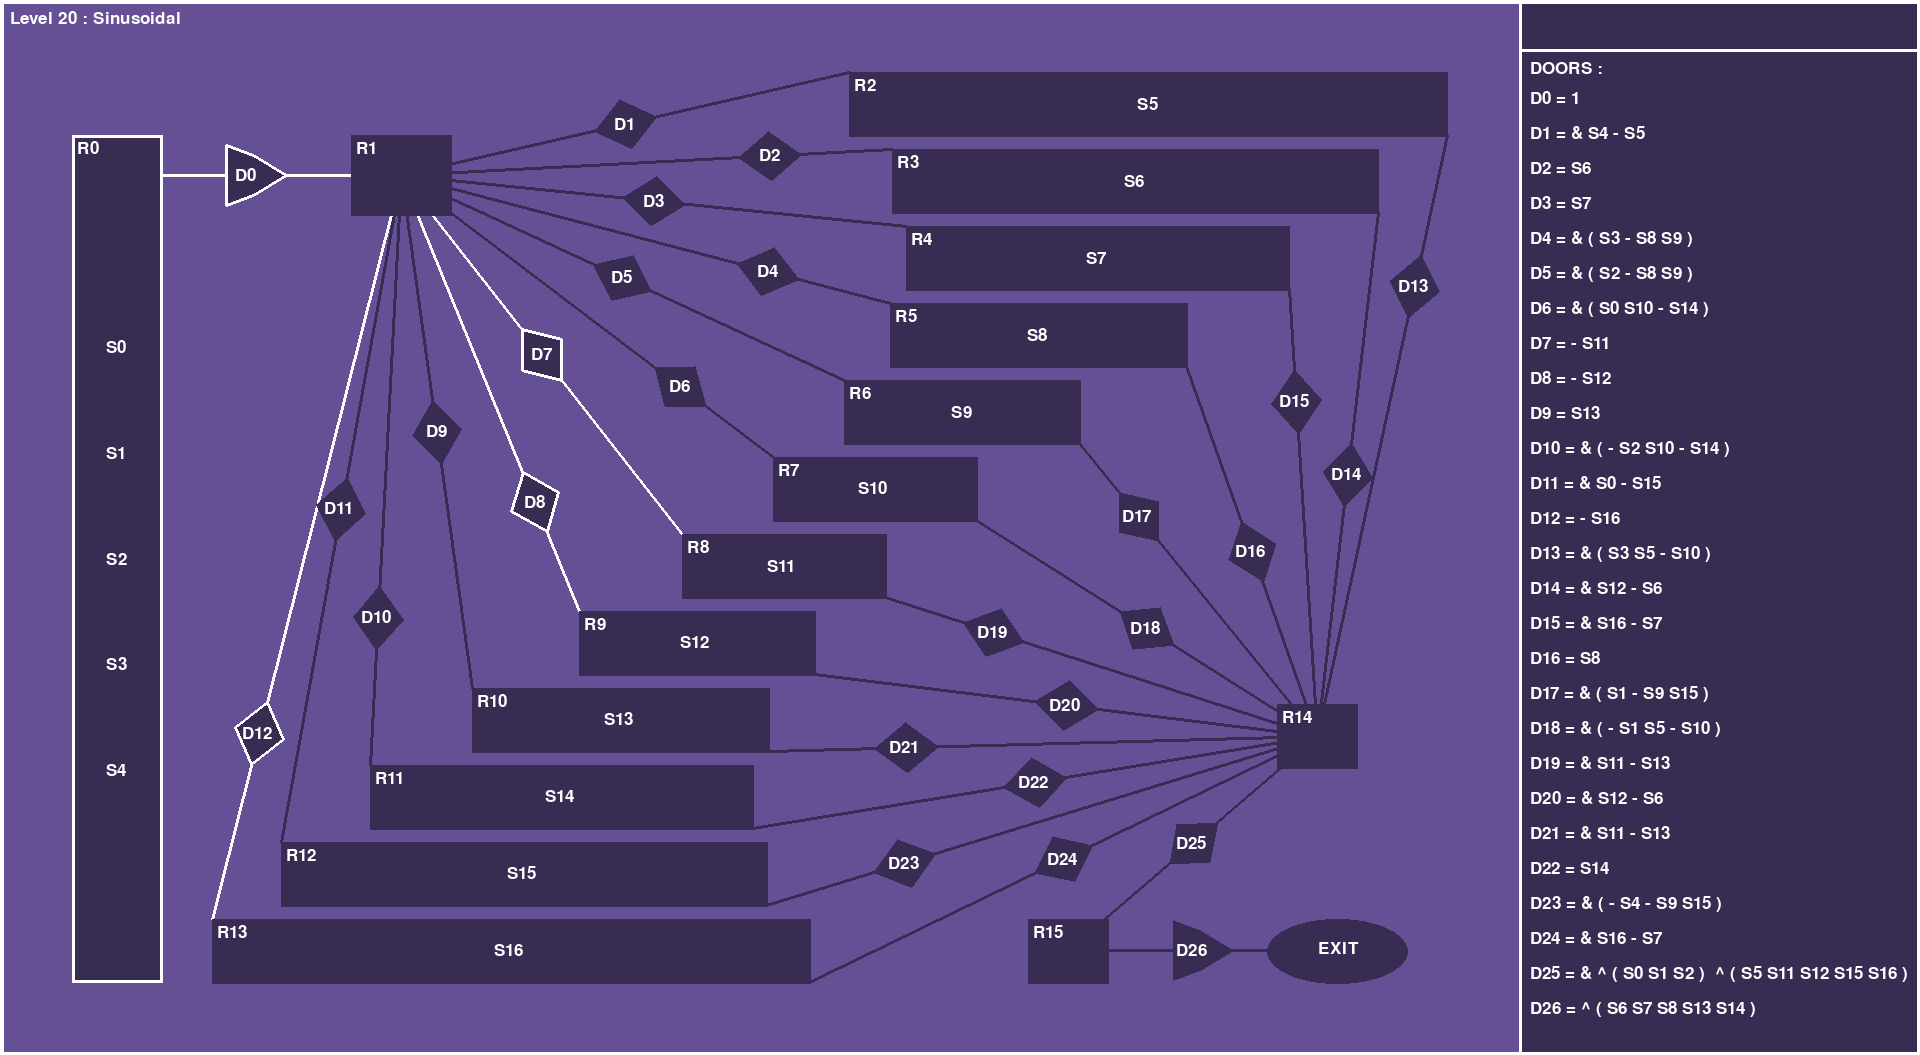 Level 20 : Sinusoidal
R0
S0
S1
S2
S3
S4
D0
R1
D1
D2
D3
D4
D5
D6
D7
D8
D9
D10
D11
D12
R2
S5
R3
S6
R4
S7
R5
S8
R6
S9
R7
S10
R8
S11
R9
S12
R10
S13
R11
S14
R12
S15
R13
S16
D13
D14
D15
D16
D17
D18
D19
D20
D21
D22
D23
D24
R14
D25
R15
D26
EXIT
DOORS :
D0 = 1
D1 = & S4 - S5
D2 = S6
D3 = S7
D4 = & ( S3 - S8 S9 )
D5 = & ( S2 - S8 S9 )
D6 = & ( S0 S10 - S14 )
D7 = - S11
D8 = - S12
D9 = S13
D10 = & ( - S2 S10 - S14 )
D11 = & S0 - S15
D12 = - S16
D13 = & ( S3 S5 - S10 )
D14 = & S12 - S6
D15 = & S16 - S7
D16 = S8
D17 = & ( S1 - S9 S15 )
D18 = & ( - S1 S5 - S10 )
D19 = & S11 - S13
D20 = & S12 - S6
D21 = & S11 - S13
D22 = S14
D23 = & ( - S4 - S9 S15 )
D24 = & S16 - S7
D25 = & ^ ( S0 S1 S2 ) ^ ( S5 S11 S12 S15 S16 )
D26 = ^ ( S6 S7 S8 S13 S14 )